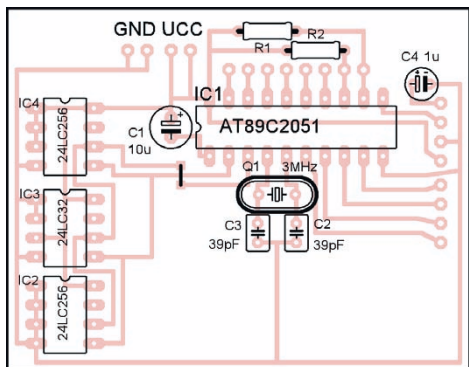 GND UCC
R2
R1
C4 1u
IC1
IC4
24LC256
C1
10u
AT89C2051
Q1
3MHz
IC3
24LC32
C3
C2
39pF
39pF
IC2
24LC256